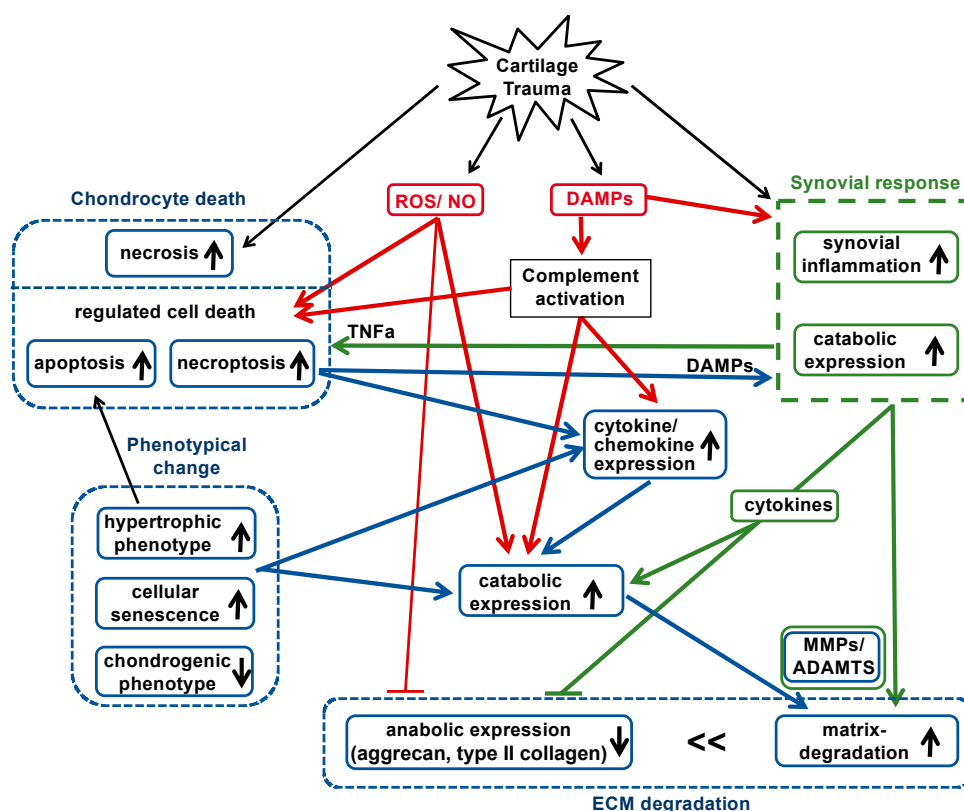 Cartilage
Trauma
Chondrocyte death
ROS/ NO
DAMPs
Synovial response
necrosis
synovial
inflammation
Complement
activation
regulated cell death
TNFa
apoptosis
necroptosis
catabolic
expression
DAMPs
Phenotypical
change
cytokine/
chemokine
expression
cytokines
hypertrophic
phenotype
cellular
senescence
catabolic
expression
chondrogenic
phenotype
MMPs/
ADAMTS
anabolic expression
(aggrecan, type II collagen)
<<
matrix-
degradation
ECM degradation